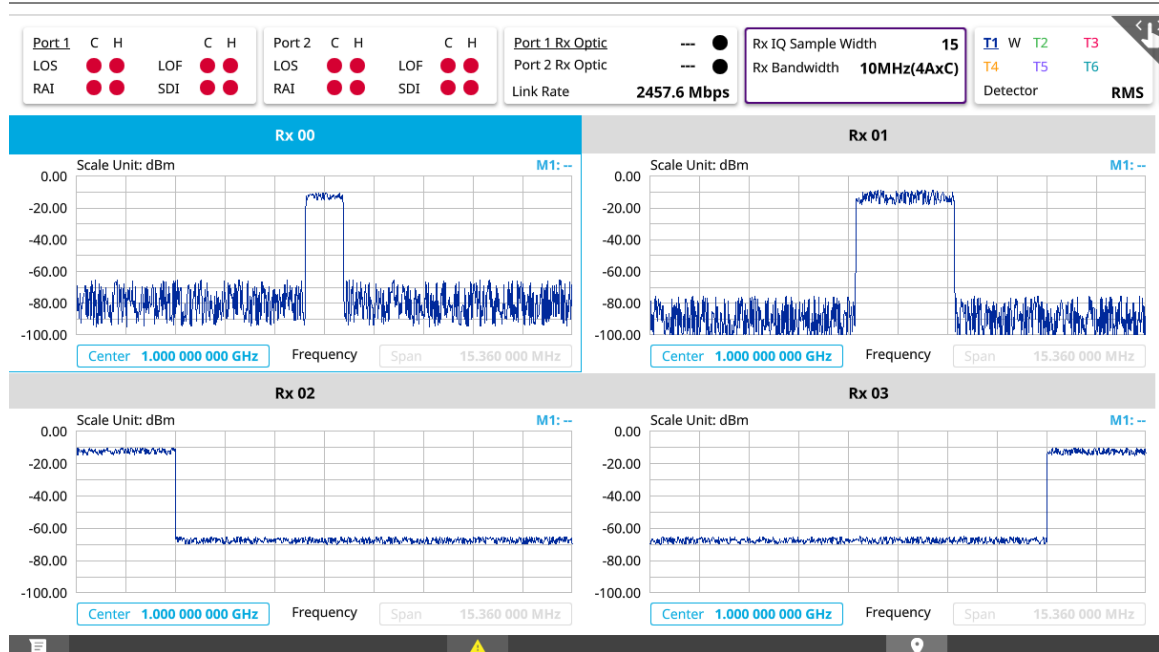 Port 1 C H C H
LOS LOF
RAI SDI
Port 2 C H C H
LOS LOF
RAI SDI
Port 1 Rx Optic ---
Port 2 Rx Optic ---
Link Rate 2457.6 Mbps
Rx IQ Sample Width 15
Rx Bandwidth 10MHz(4AxC)
T1 W T2 T3
T4 T5 T6
Detector RMS
Rx 00
Scale Unit: dBm M1: --
0.00
-20.00
-40.00
-60.00
-80.00
-100.00
Center 1.000 000 000 GHz Frequency Span 15.360 000 MHz
Rx 01
Scale Unit: dBm M1: --
0.00
-20.00
-40.00
-60.00
-80.00
-100.00
Center 1.000 000 000 GHz Frequency Span 15.360 000 MHz
Rx 02
Scale Unit: dBm M1: --
0.00
-20.00
-40.00
-60.00
-80.00
-100.00
Center 1.000 000 000 GHz Frequency Span 15.360 000 MHz
Rx 03
Scale Unit: dBm M1: --
0.00
-20.00
-40.00
-60.00
-80.00
-100.00
Center 1.000 000 000 GHz Frequency Span 15.360 000 MHz